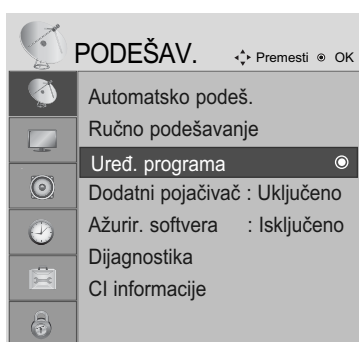 PODEŠAV. Premesti OK
Automatsko podeš.
Ručno podešavanje
Uređ. programa
Dodatni pojačivač : Uključeno
Ažurir. softvera : Isključeno
Dijagnostika
CI informacije